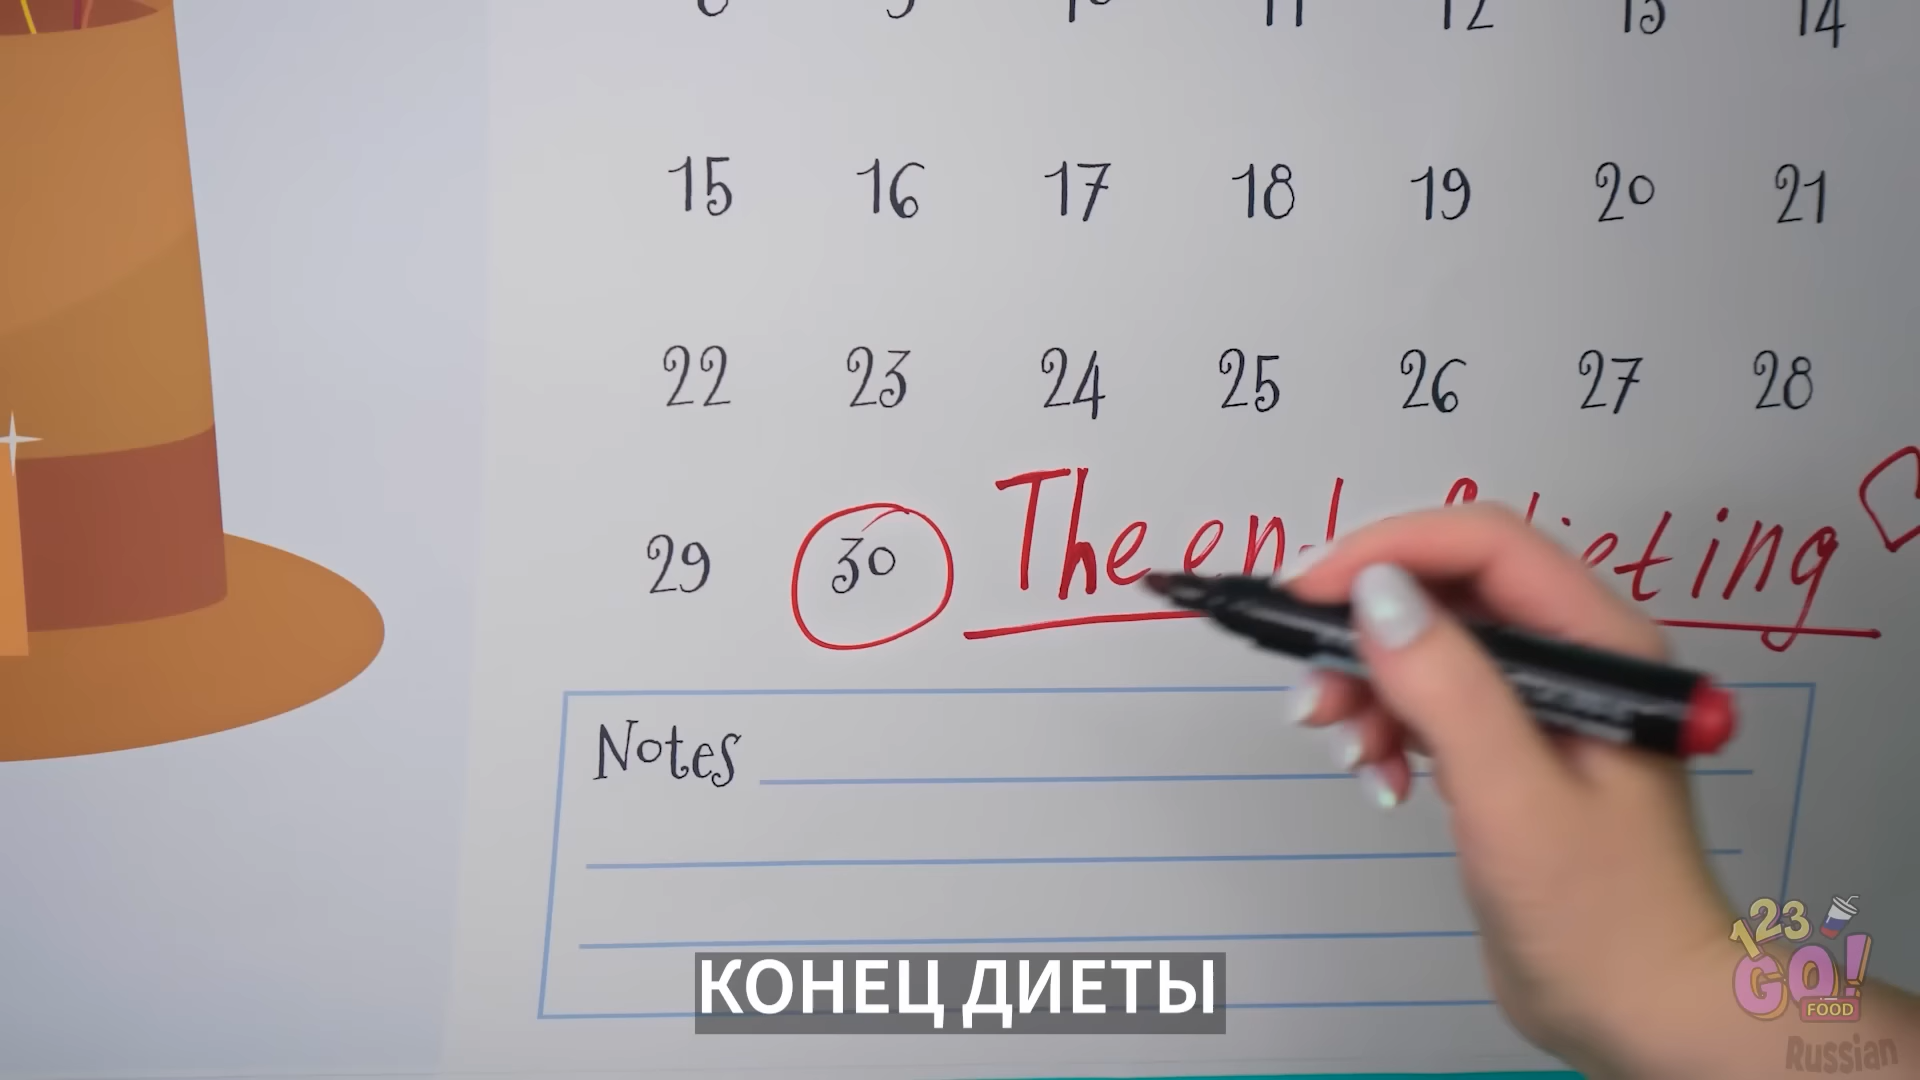 15 16 17 18 19 20 21
22 23 24 25 26 27 28
29 30 The
eting
Notes
КОНЕЦ ДИЕТЫ
123
GO!
FOOD
Russian